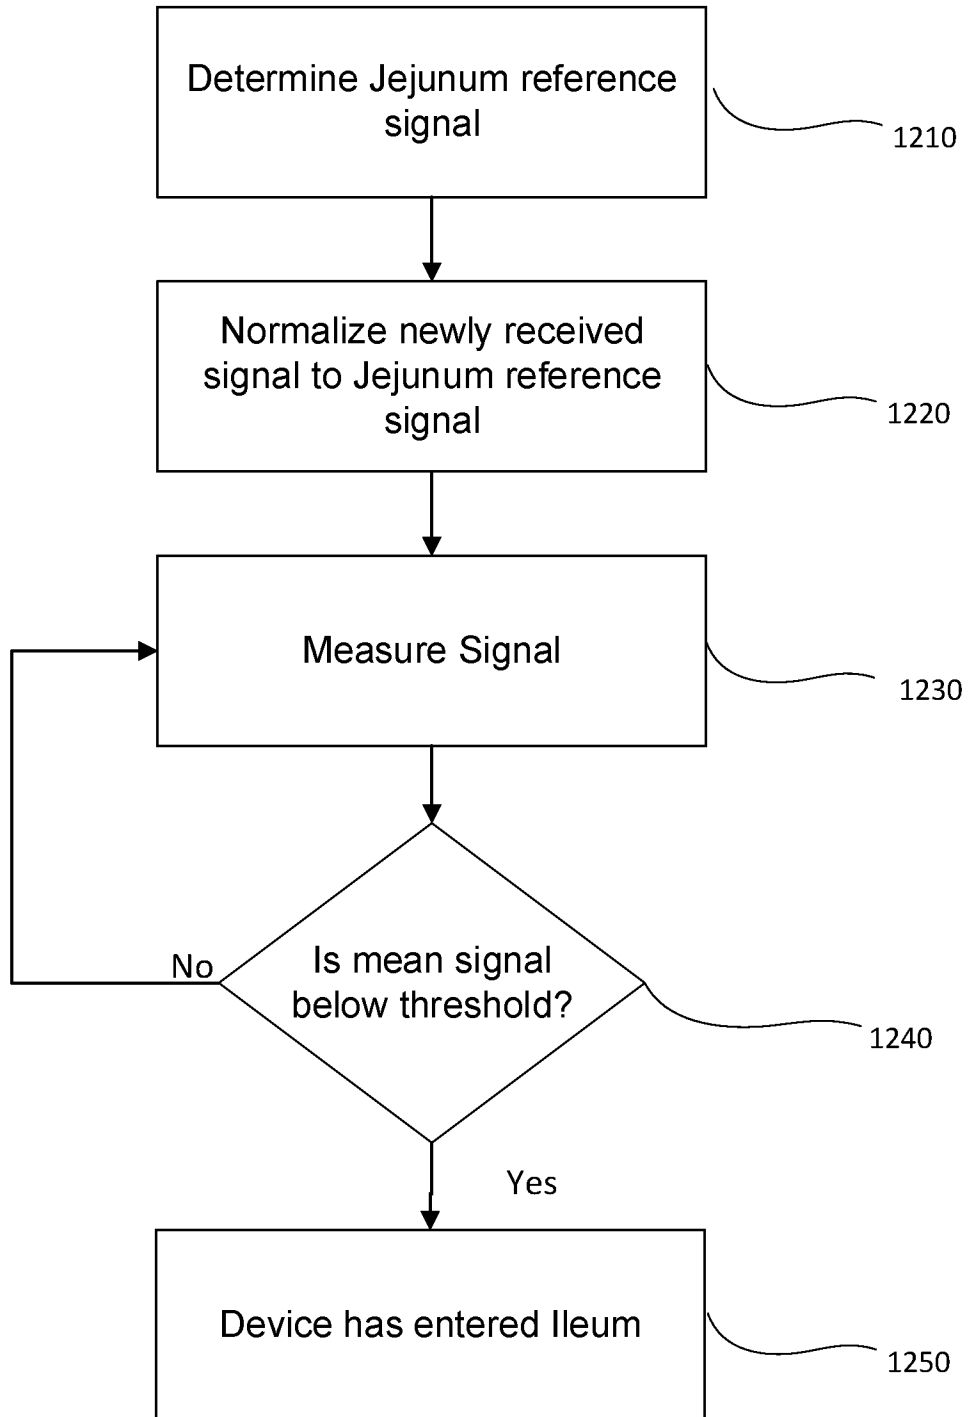 Determine Jejunum reference
signal
1210
Normalize newly received
signal to Jejunum reference
signal
1220
Measure Signal
1230
Is mean signal
below threshold?
No
1240
Yes
Device has entered Ileum
1250